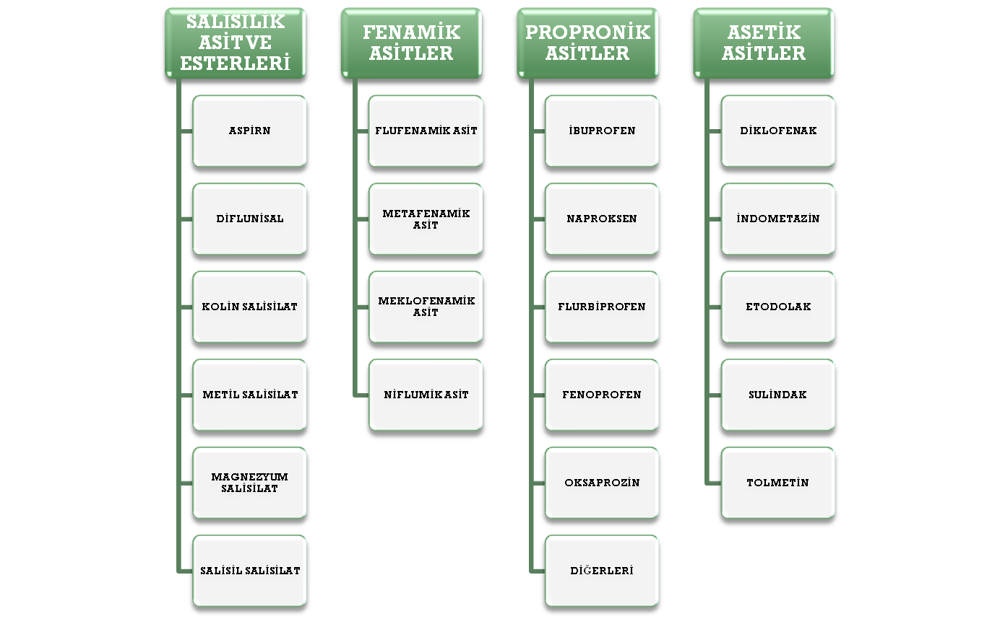 SALİSİLİK
ASİT VE
ESTERLERİ
ASPİRN
DİFLUNİSAL
KOLİN SALİSİLAT
METİL SALİSİLAT
MAGNEZYUM
SALİSİLAT
SALİSİL SALİSİLAT
FENAMİK
ASİTLER
FLUFENAMİK ASİT
METAFENAMİK
ASİT
MEKLOFENAMİK
ASİT
NİFLUMİK ASİT
PROPRONİK
ASİTLER
İBUPROFEN
NAPROKSEN
FLURBİPROFEN
FENOPROFEN
OKSAPROZİN
DİĞERLERİ
ASETİK
ASİTLER
DİKLOFENAK
İNDOMETAZİN
ETODOLAK
SULİNDAK
TOLMETİN